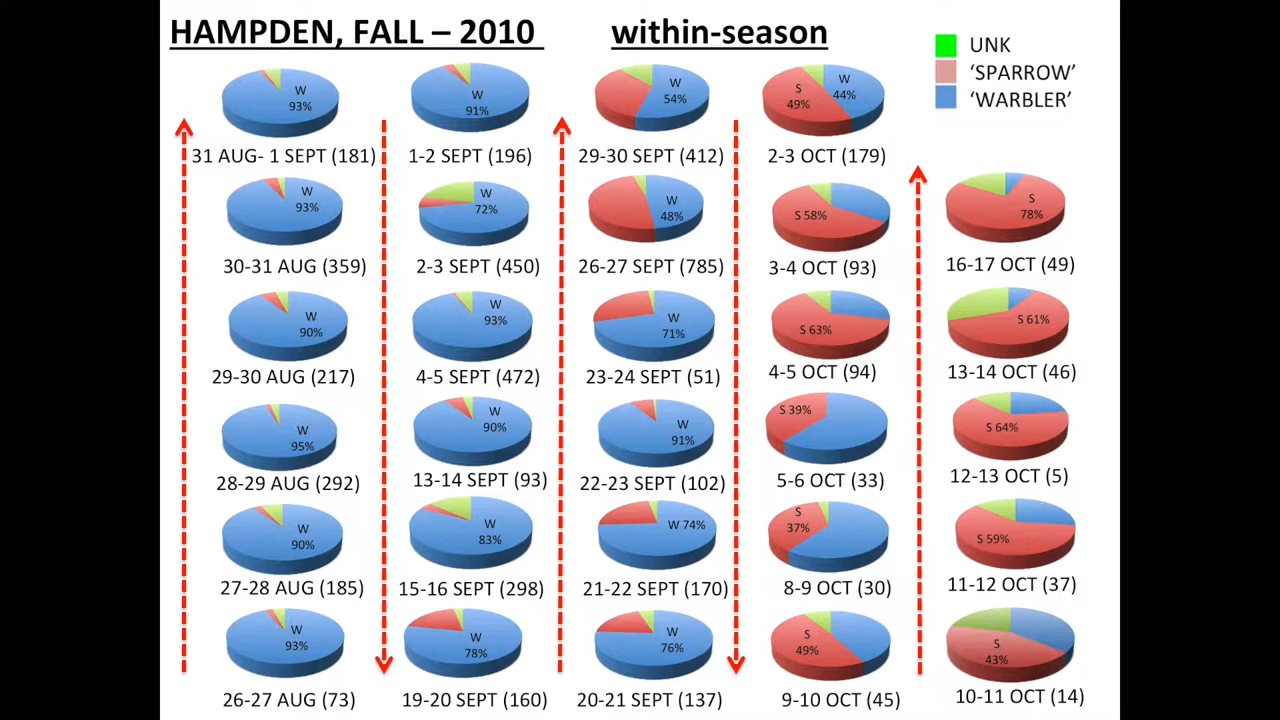 HAMPDEN, FALL – 2010
within-season
UNK
‘SPARROW’
‘WARBLER’
W
93%
31 AUG- 1 SEPT (181)
W
91%
1-2 SEPT (196)
W
54%
29-30 SEPT (412)
S
49%
W
44%
2-3 OCT (179)
W
93%
30-31 AUG (359)
W
72%
2-3 SEPT (450)
W
48%
26-27 SEPT (785)
S 58%
3-4 OCT (93)
S
78%
16-17 OCT (49)
W
90%
29-30 AUG (217)
W
93%
4-5 SEPT (472)
W
71%
23-24 SEPT (51)
S 63%
4-5 OCT (94)
S 61%
13-14 OCT (46)
W
95%
28-29 AUG (292)
W
90%
13-14 SEPT (93)
W
91%
22-23 SEPT (102)
S 39%
5-6 OCT (33)
S 64%
12-13 OCT (5)
W
90%
27-28 AUG (185)
W
83%
15-16 SEPT (298)
W 74%
21-22 SEPT (170)
S
37%
8-9 OCT (30)
S 59%
11-12 OCT (37)
W
93%
26-27 AUG (73)
W
78%
19-20 SEPT (160)
W
76%
20-21 SEPT (137)
S
49%
9-10 OCT (45)
S
43%
10-11 OCT (14)